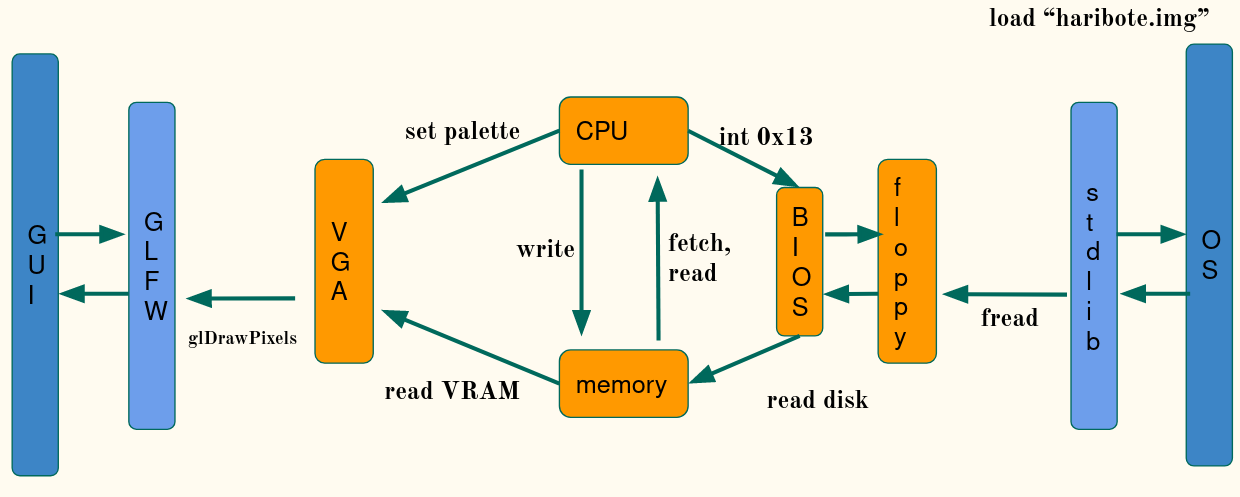 load “haribote.img”
GUI
GLFW
glDrawPixels
VGA
set palette
read VRAM
CPU
write
fetch,
read
memory
int 0x13
BIOS
read disk
floppy
fread
stdlib
OS